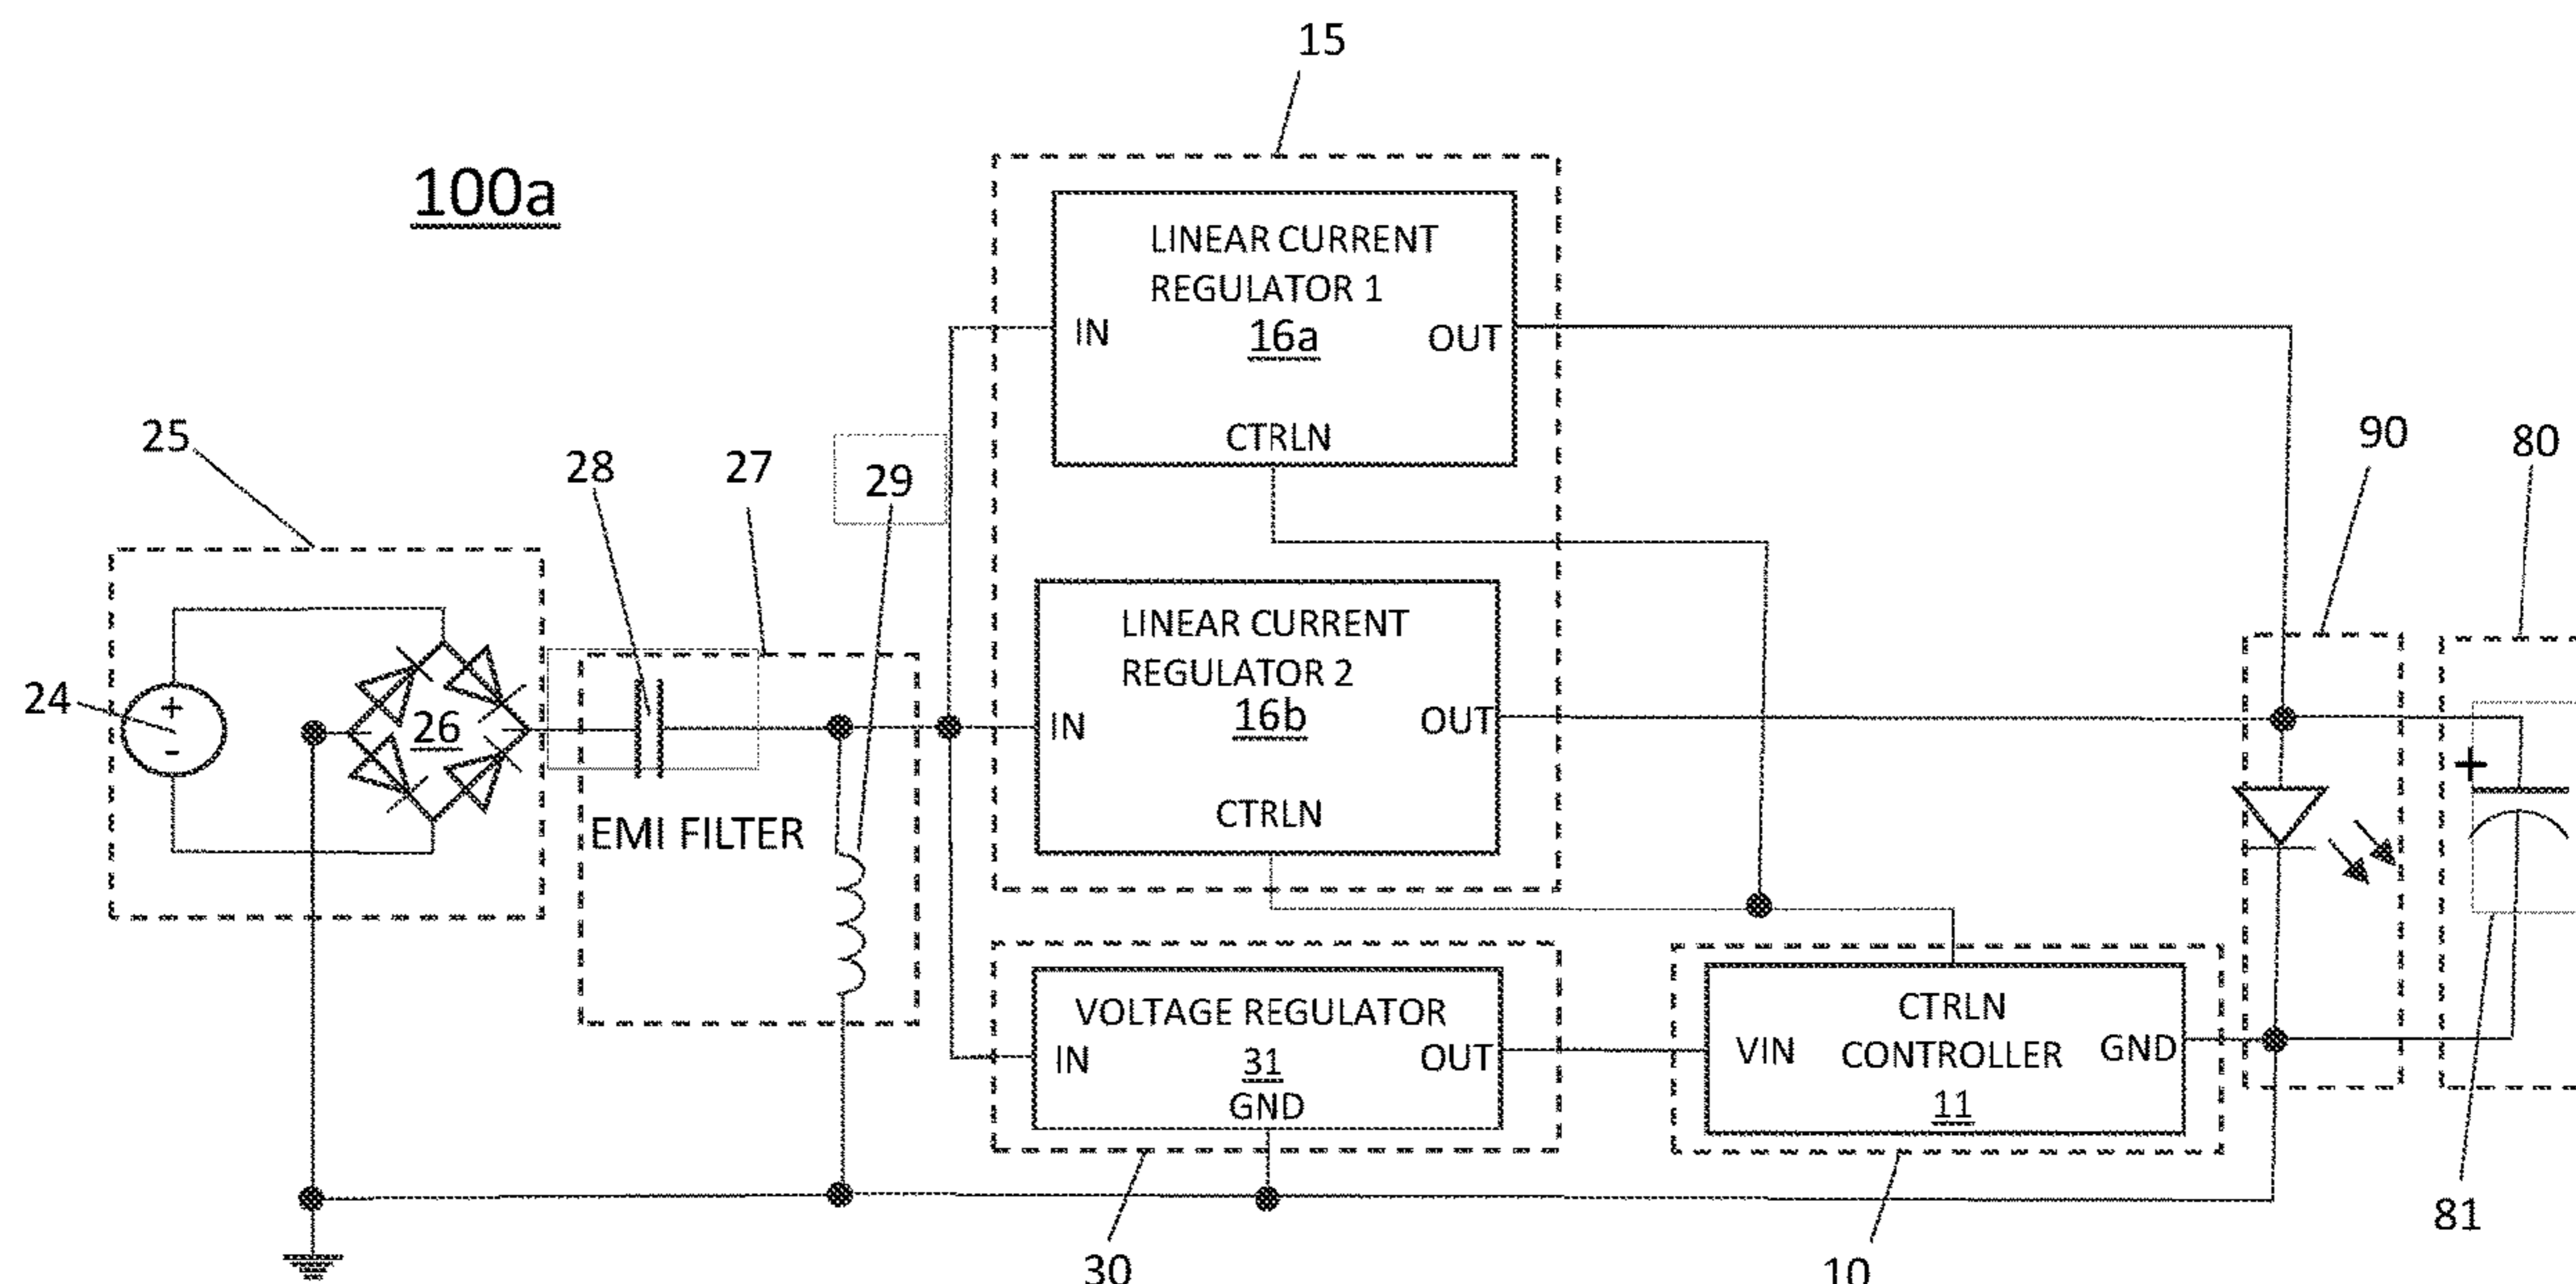 15
100a
LINEAR CURRENT
REGULATOR 1
16a
IN
OUT
CTRLN
25
28
27
29
90
80
24
+
-
26
EMI FILTER
LINEAR CURRENT
REGULATOR 2
16b
IN
OUT
CTRLN
+
VOLTAGE REGULATOR
31
IN
OUT
GND
CTRLN
CONTROLLER
11
VIN
GND
81
30
10